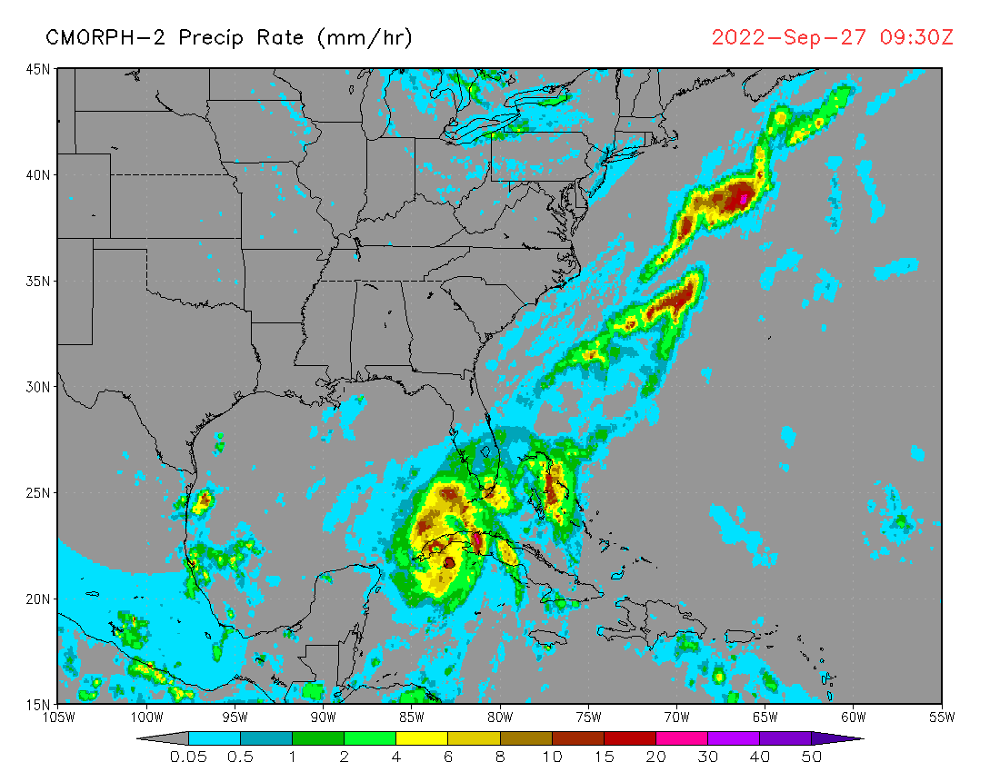 CMORPH-2 Precip Rate (mm/hr) 2022-Sep-27 09:30Z
45N
40N
35N
30N
25N
20N
15N
105W 100W 95W 90W 85W 80W 75W 70W 65W 60W 55W
0.05 0.5 1 2 4 6 8 10 15 20 30 40 50